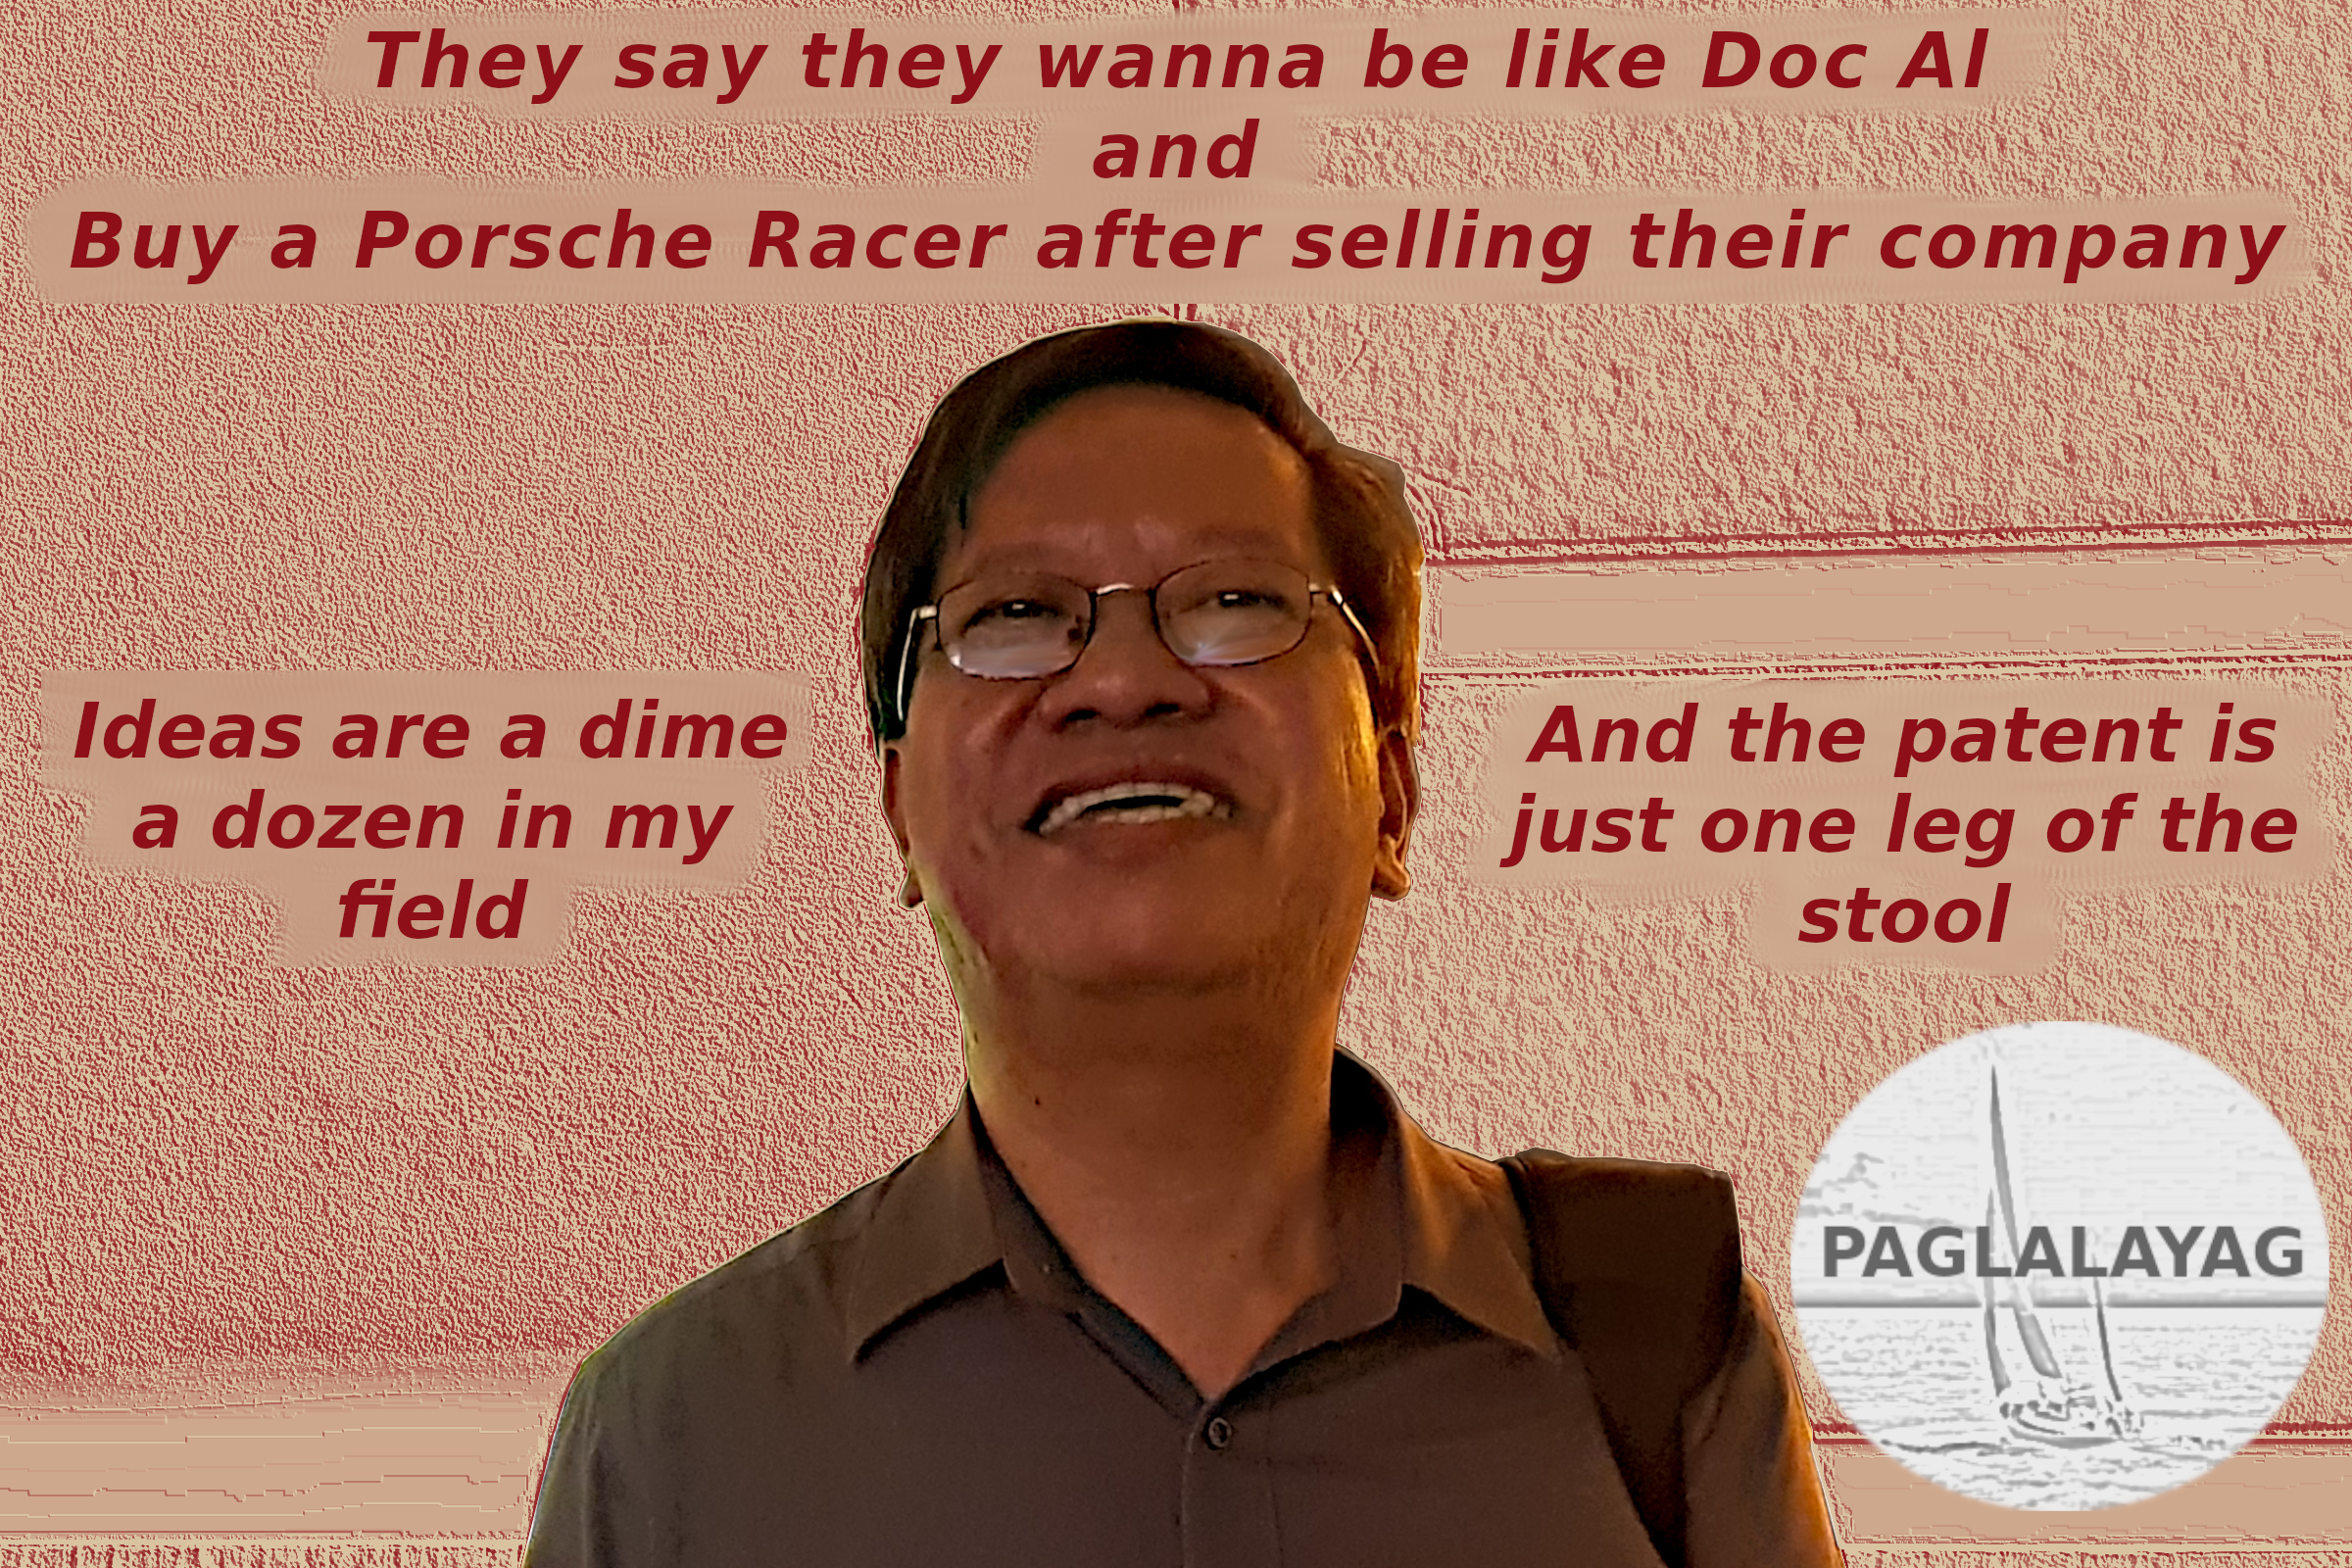 They say they wanna be like Doc Al
and
Buy a Porsche Racer after selling their company
Ideas are a dime
a dozen in my
field
And the patent is
just one leg of the
stool
PAGLALAYAG